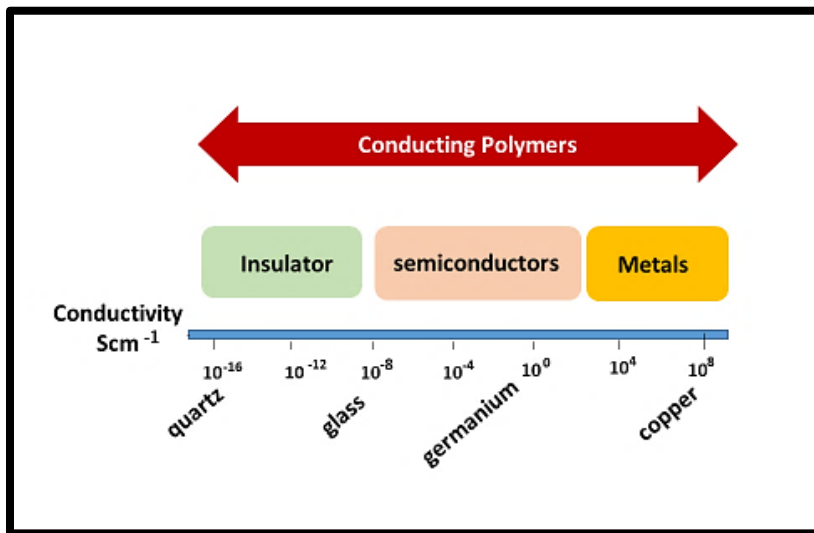 Conducting Polymers
Insulator
semiconductors
Metals
Conductivity
Scm ⁻¹
10⁻¹⁶
10⁻¹²
10⁻⁸
10⁻⁴
10⁰
10⁴
10⁸
quartz
glass
germanium
copper